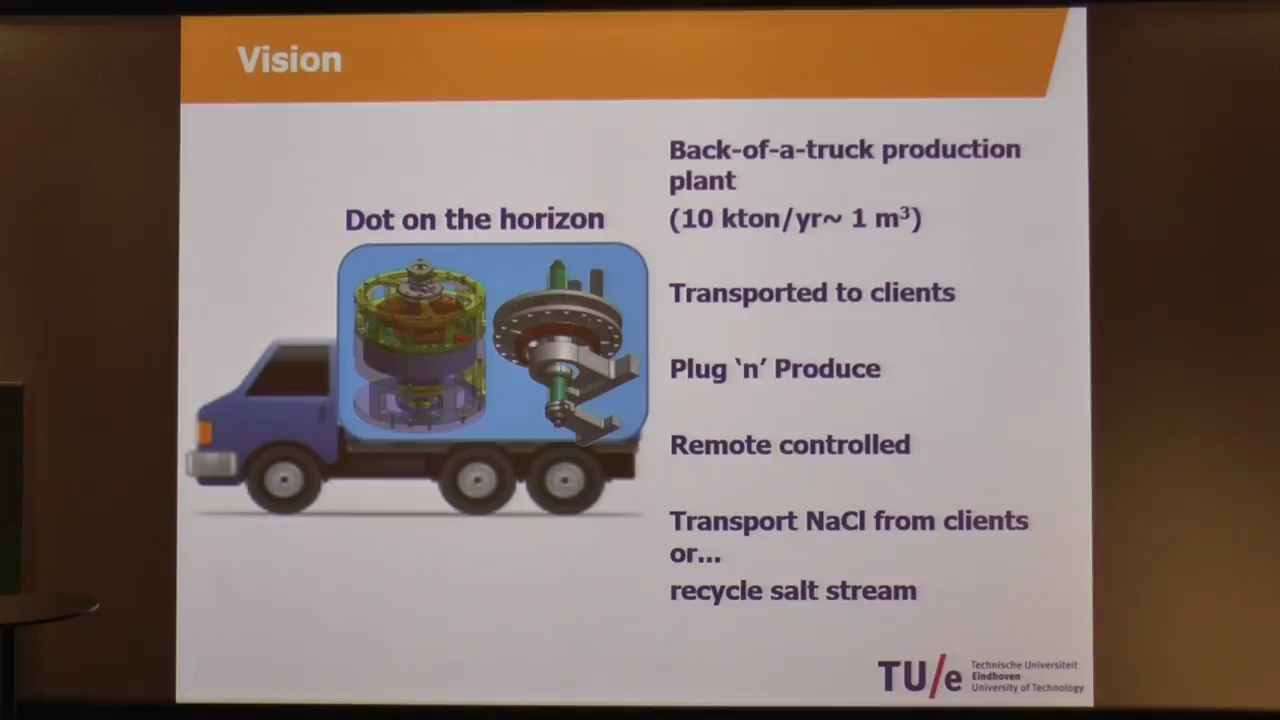 Vision
Dot on the horizon
Back-of-a-truck production
plant
(10 kton/yr~ 1 m³)
Transported to clients
Plug ‘n’ Produce
Remote controlled
Transport NaCl from clients
or...
recycle salt stream
TU/e
Technische Universiteit
Eindhoven
University of Technology